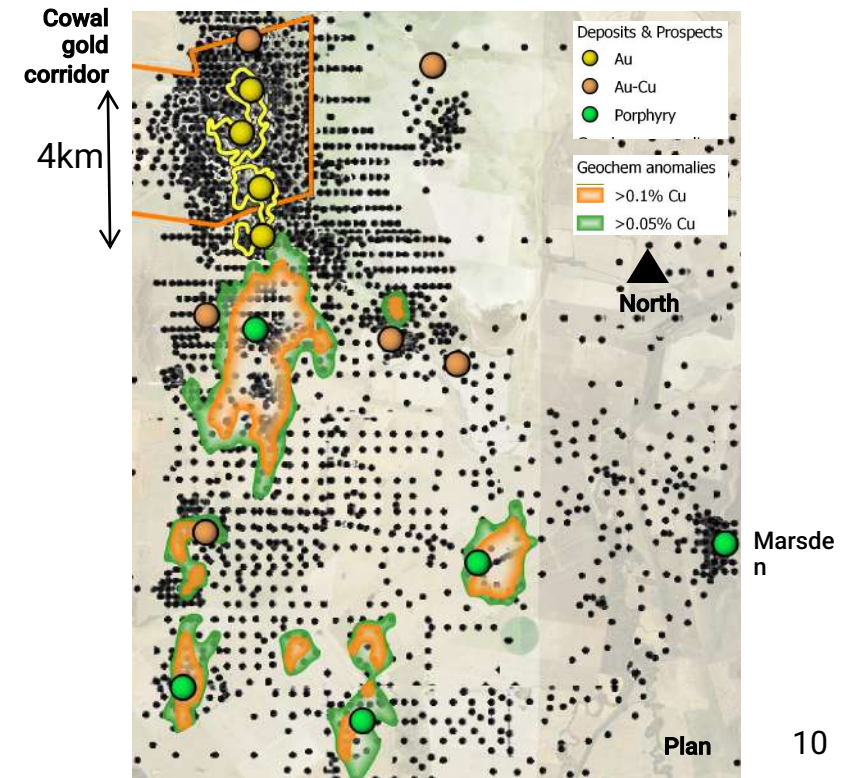 Cowal
gold
corridor
4km
Deposits & Prospects
Au
Au-Cu
Porphyry
Geochem anomalies
>0.1% Cu
>0.05% Cu
North
Marsde
n
Plan
10